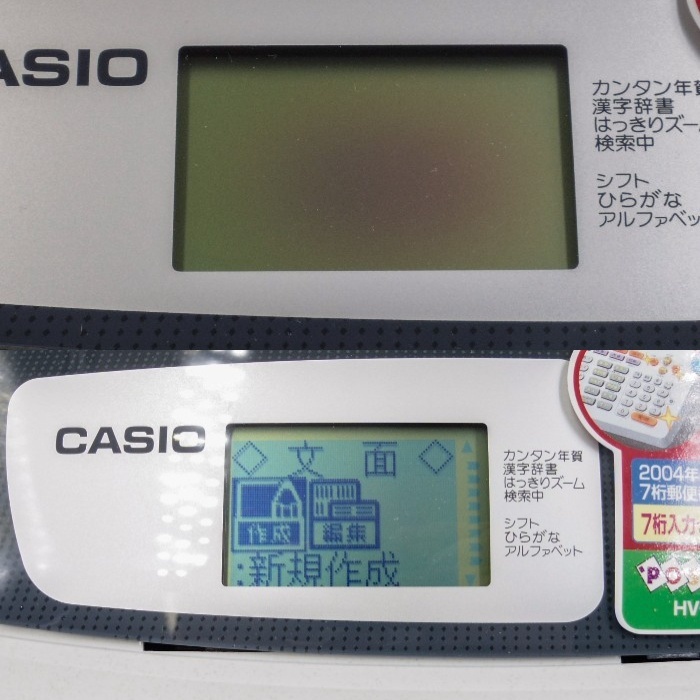 ASIO
カンタン年賀
漢字辞書
はっきりズー
検索中
シフト
ひらがな
アルファベッ
CASIO
◇ 文 面 ◇
作成 編集
:新規作成
カンタン年賀
漢字辞書
はっきりズーム
検索中
シフト
ひらがな
アルファベット
2004年
7桁郵便
7桁入力
HV